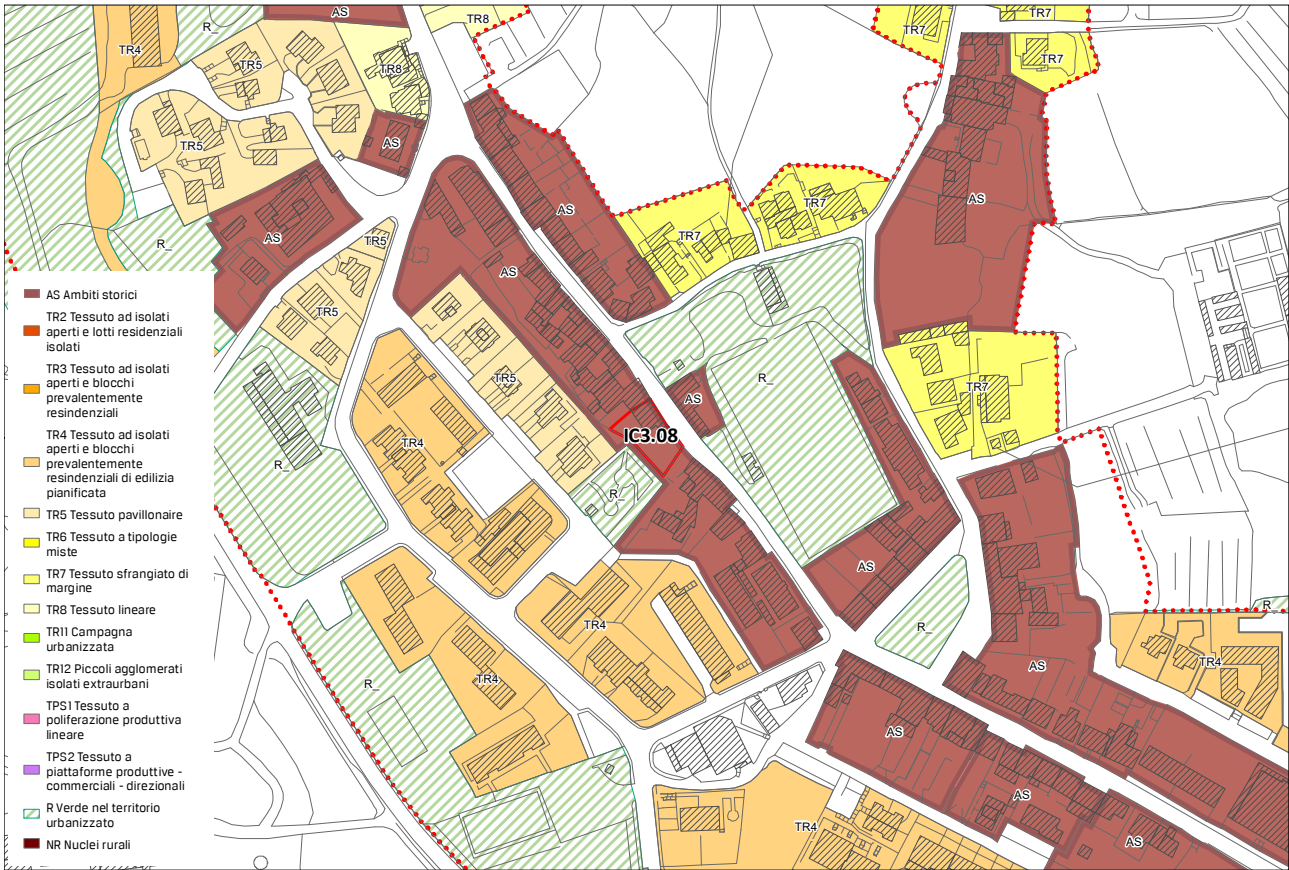 AS
TR8
R_
TR4
TR7
TR7
TR5
TR8
TR7
TR5
AS
TR7
AS
AS
R_
AS
TR5
TR7
AS
TR5
R_
TR5
TR7
AS
IC3.08
TR4
R_
R_
AS
R_
R_
TR4
AS
TR4
R_
TR4
AS
AS
TR4
AS
AS Ambiti storici
TR2 Tessuto ad isolati
aperti e lotti residenziali
isolati
TR3 Tessuto ad isolati
aperti e blocchi
prevalentemente
resindenziali
TR4 Tessuto ad isolati
aperti e blocchi
prevalentemente
residenziali di edilizia
pianificata
TR5 Tessuto pavillonaire
TR6 Tessuto a tipologie
miste
TR7 Tessuto sfrangiato di
margine
TR8 Tessuto lineare
TR11 Campagna
urbanizzata
TR12 Piccoli agglomerati
isolati extraurbani
TPS1 Tessuto a
poliferazione produttiva
lineare
TPS2 Tessuto a
piattaforme produttive -
commerciali - direzionali
R Verde nel territorio
urbanizzato
NR Nuclei rurali